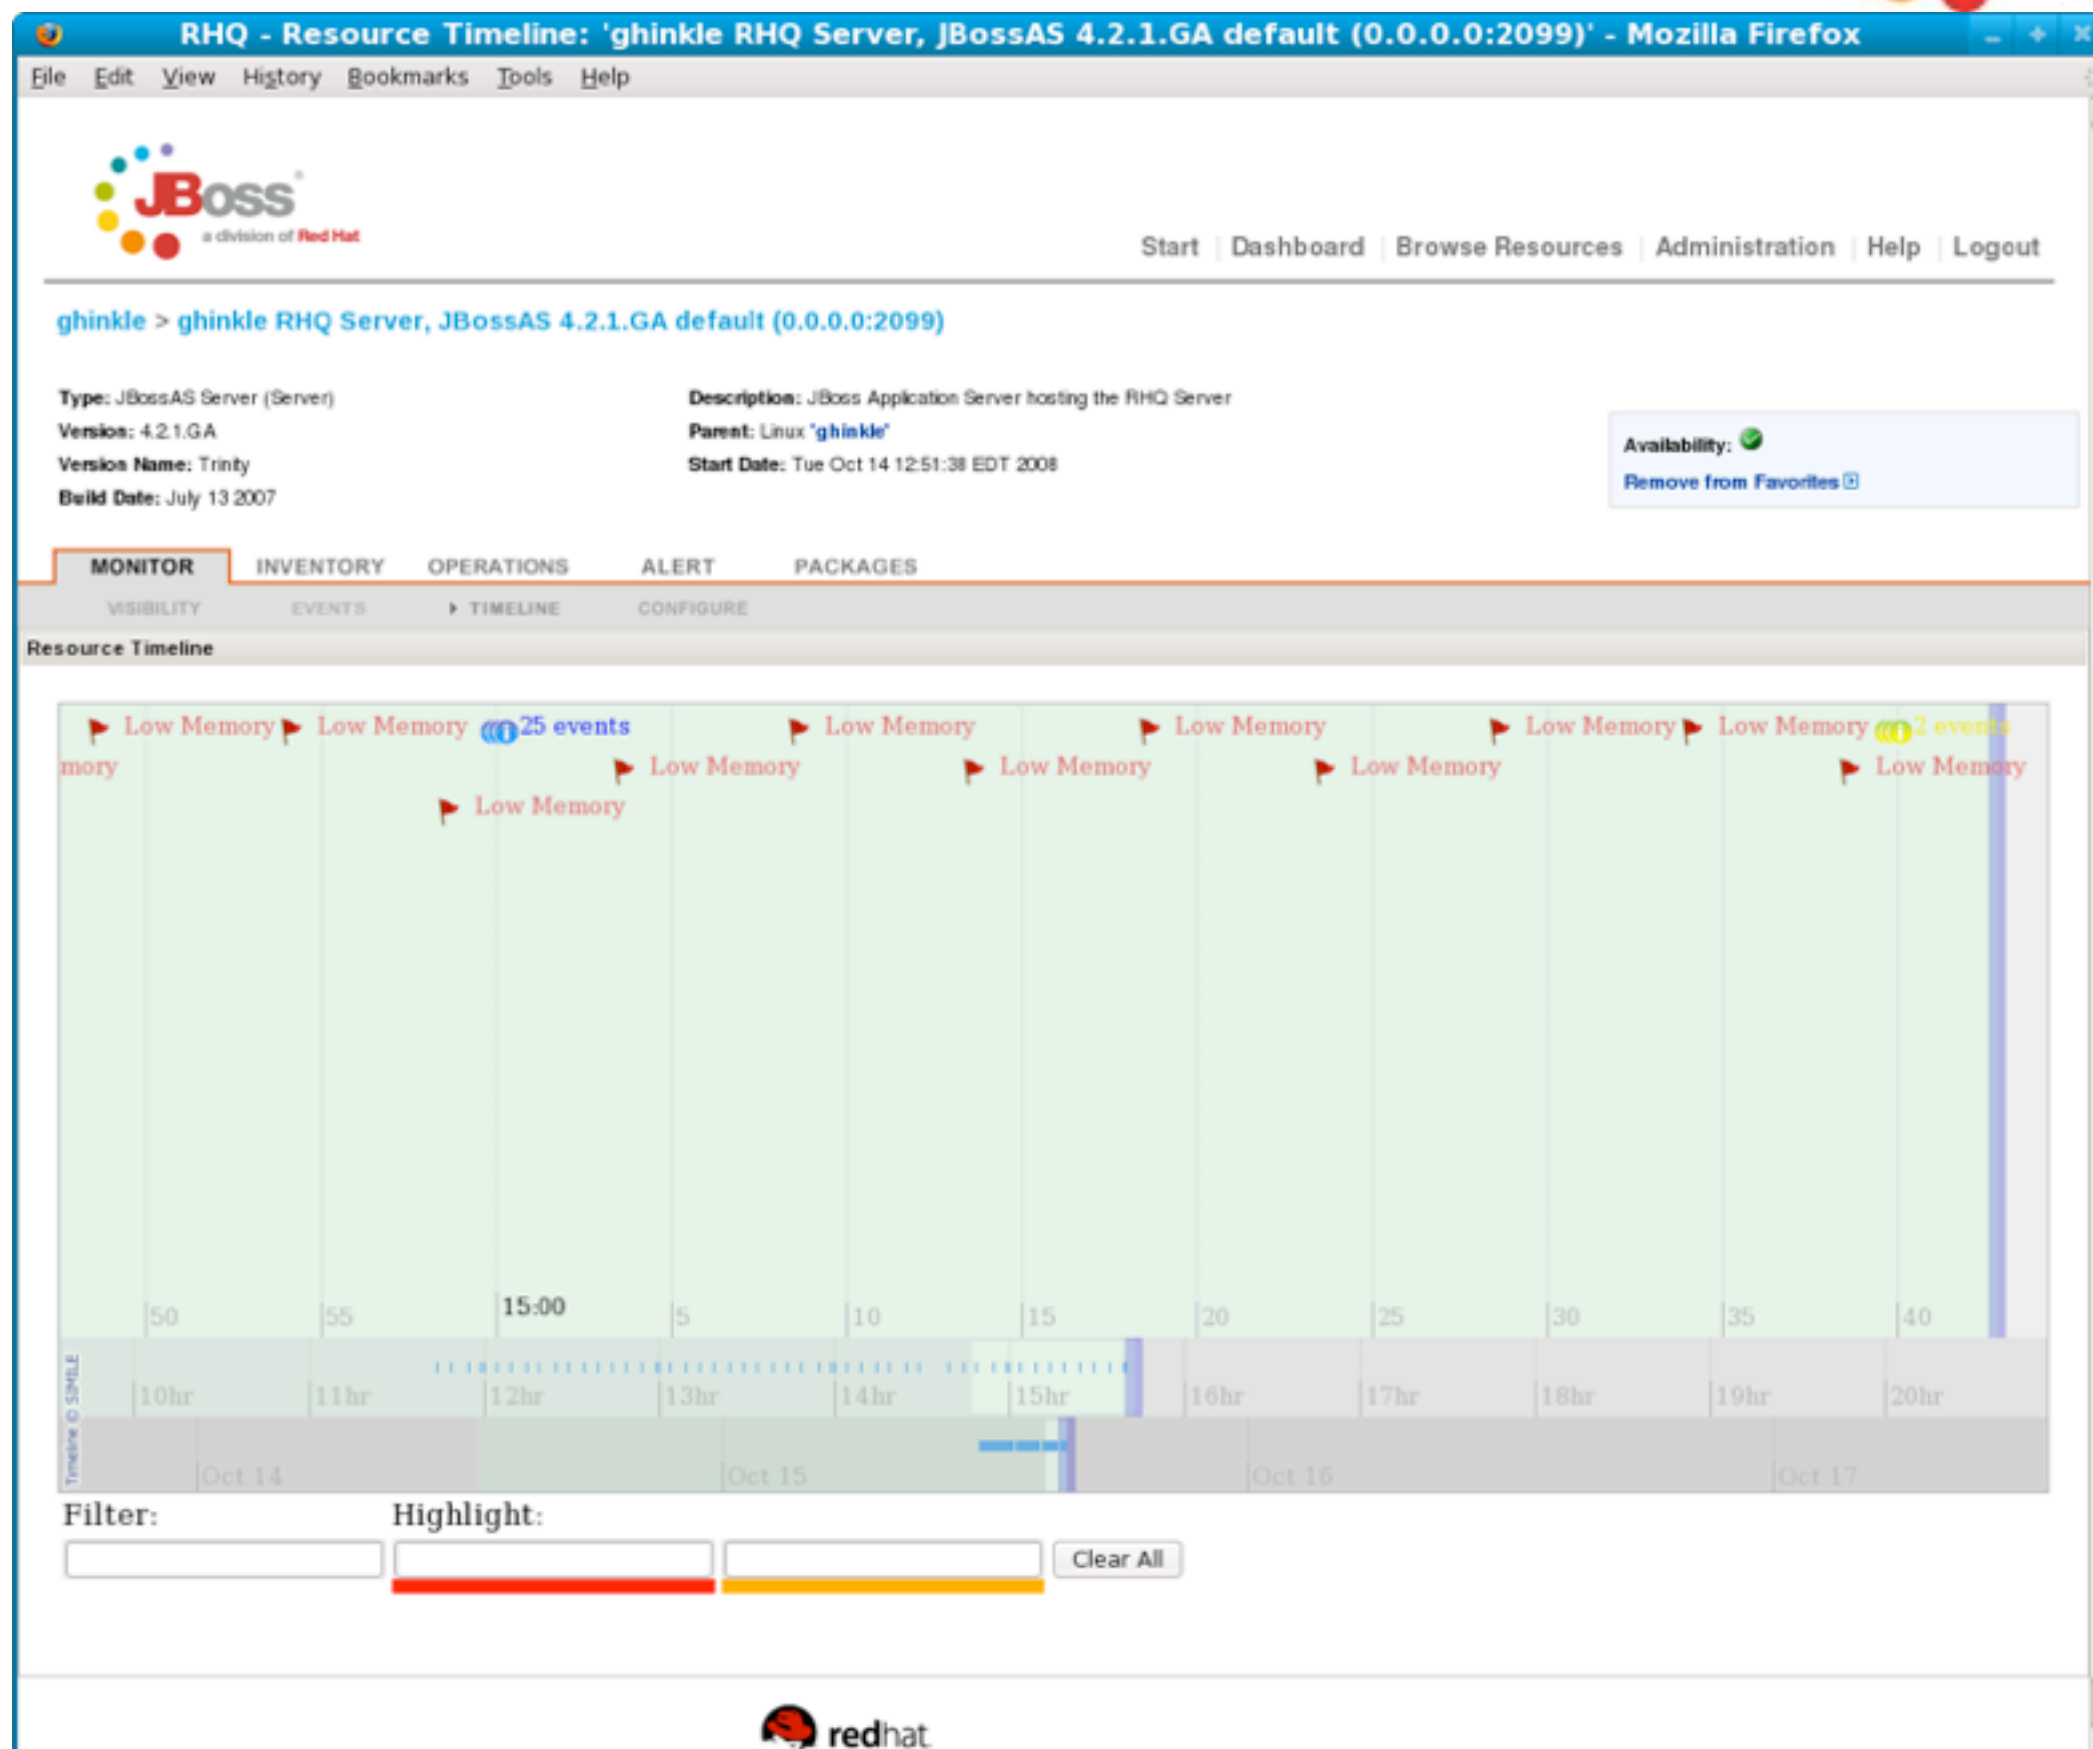 RHQ - Resource Timeline: 'ghinkle RHQ Server, JBossAS 4.2.1.GA default (0.0.0.0:2099)' - Mozilla Firefox
File Edit View History Bookmarks Tools Help
JBoss
a division of Red Hat
Start Dashboard Browse Resources Administration Help Logout
ghinkle > ghinkle RHQ Server, JBossAS 4.2.1.GA default (0.0.0.0:2099)
Type: JBossAS Server (Server) Description: JBoss Application Server hosting the RHQ Server
Version: 4.2.1.GA Parent: Linux 'ghinkle'
Availability:
Version Name: Trinity Start Date: Tue Oct 14 12:51:38 EDT 2008
Remove from Favorites
Build Date: July 13 2007
MONITOR INVENTORY OPERATIONS ALERT PACKAGES
VISIBILITY EVENTS TIMELINE CONFIGURE
Resource Timeline
Low Memory Low Memory 25 events Low Memory Low Memory Low Memory Low Memory 2 events
mory Low Memory Low Memory Low Memory Low Memory
Low Memory
50 55 15:00 5 10 15 20 25 30 35 40
10hr 11hr 12hr 13hr 14hr 15hr 16hr 17hr 18hr 19hr 20hr
Timeline © SIMILE
Oct 14 Oct 15 Oct 16 Oct 17
Filter: Highlight:
Clear All
redhat